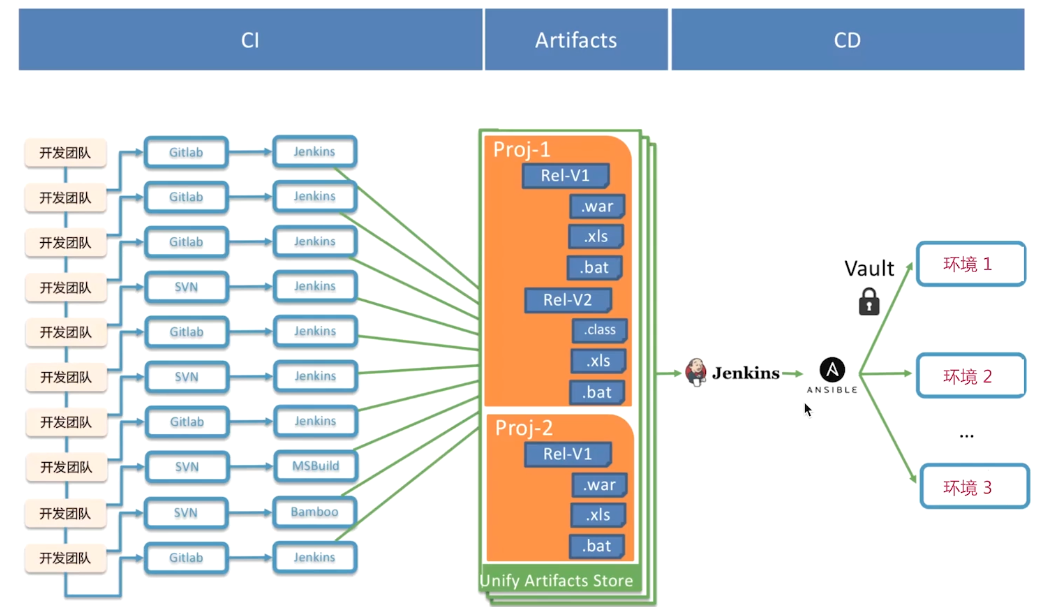 CI
Artifacts
CD
开发团队
Gitlab
Jenkins
开发团队
Gitlab
Jenkins
开发团队
Gitlab
Jenkins
开发团队
SVN
Jenkins
开发团队
Gitlab
Jenkins
开发团队
SVN
Jenkins
开发团队
Gitlab
Jenkins
开发团队
SVN
MSBuild
开发团队
SVN
Bamboo
开发团队
Gitlab
Jenkins
Proj-1
Rel-V1
.war
.xls
.bat
Rel-V2
.class
.xls
.bat
Proj-2
Rel-V1
.war
.xls
.bat
Unify Artifacts Store
Jenkins
ANSIBLE
Vault
环境 1
环境 2
...
环境 3